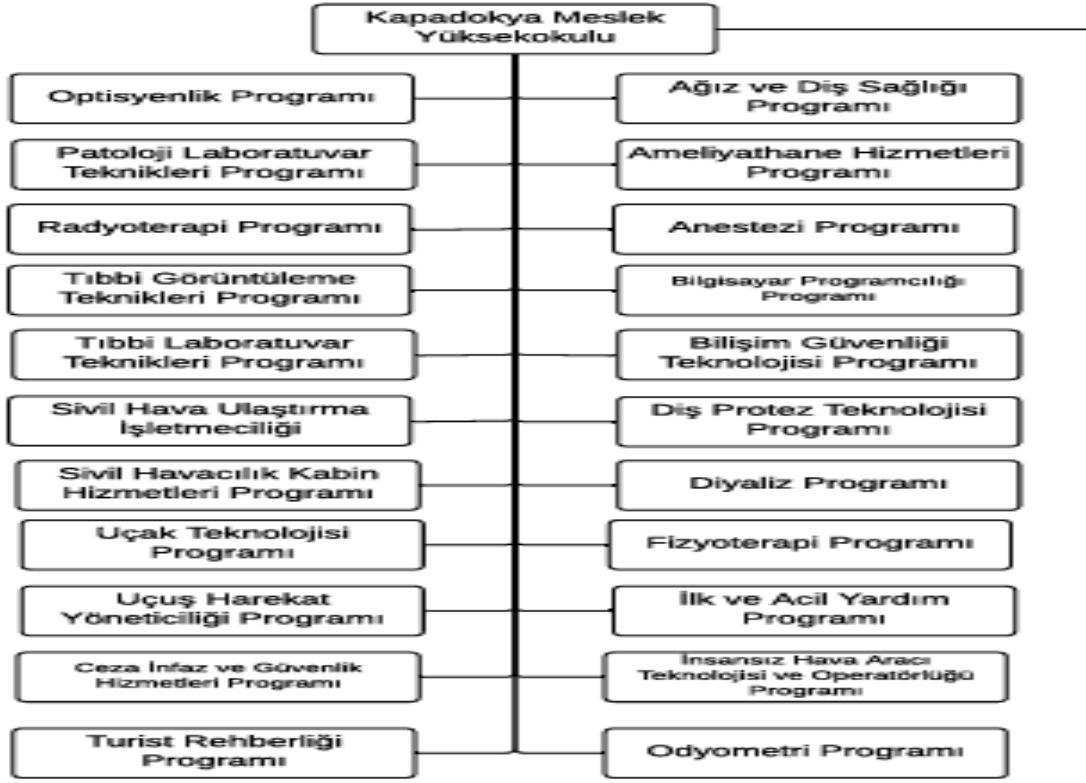 Kapadokya Meslek
Yüksekokulu
Optisyenlik Programı
Ağız ve Diş Sağlığı
Programı
Patoloji Laboratuvar
Teknikleri Programı
Ameliyathane Hizmetleri
Programı
Radyoterapi Programı
Anestezi Programı
Tıbbi Görüntüleme
Teknikleri Programı
Bilgisayar Programcılığı
Programı
Tıbbi Laboratuvar
Teknikleri Programı
Bilişim Güvenliği
Teknolojisi Programı
Sivil Hava Ulaştırma
İşletmeciliği
Diş Protez Teknolojisi
Programı
Sivil Havacılık Kabin
Hizmetleri Programı
Diyaliz Programı
Uçak Teknolojisi
Programı
Fizyoterapi Programı
Uçuş Harekat
Yöneticiliği Programı
İlk ve Acil Yardım
Programı
Ceza İnfaz ve Güvenlik
Hizmetleri Programı
İnsansız Hava Aracı
Teknolojisi ve Operatörlüğü
Programı
Turist Rehberliği
Programı
Odyometri Programı